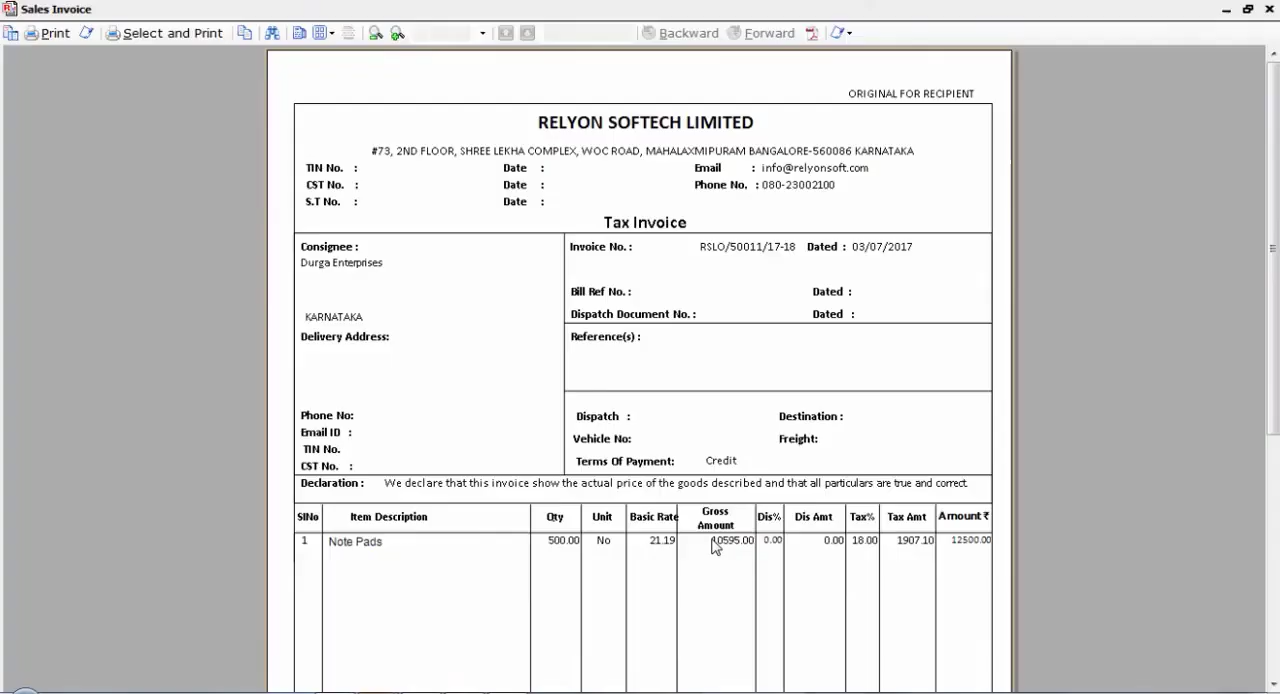 Sales Invoice
Print Select and Print Backward Forward
ORIGINAL FOR RECIPIENT
RELYON SOFTECH LIMITED
#73, 2ND FLOOR, SHREE LEKHA COMPLEX, WOC ROAD, MAHALAXMIPURAM BANGALORE-560086 KARNATAKA
TIN No. : Date : Email : info@relyonsoft.com
CST No. : Date : Phone No. : 080-23002100
S.T No. : Date :
Tax Invoice
Consignee : Invoice No. : RSLO/50011/17-18 Dated : 03/07/2017
Durga Enterprises
Bill Ref No. : Dated :
KARNATAKA Dispatch Document No. : Dated :
Delivery Address: Reference(s) :
Phone No: Dispatch : Destination :
Email ID : Vehicle No: Freight:
TIN No. Terms Of Payment: Credit
CST No. :
Declaration : We declare that this invoice show the actual price of the goods described and that all particulars are true and correct.
SlNo Item Description Qty Unit Basic Rate Gross Amount Dis% Dis Amt Tax% Tax Amt Amount ₹
1 Note Pads 500.00 No 21.19 10595.00 0.00 0.00 18.00 1907.10 12500.00